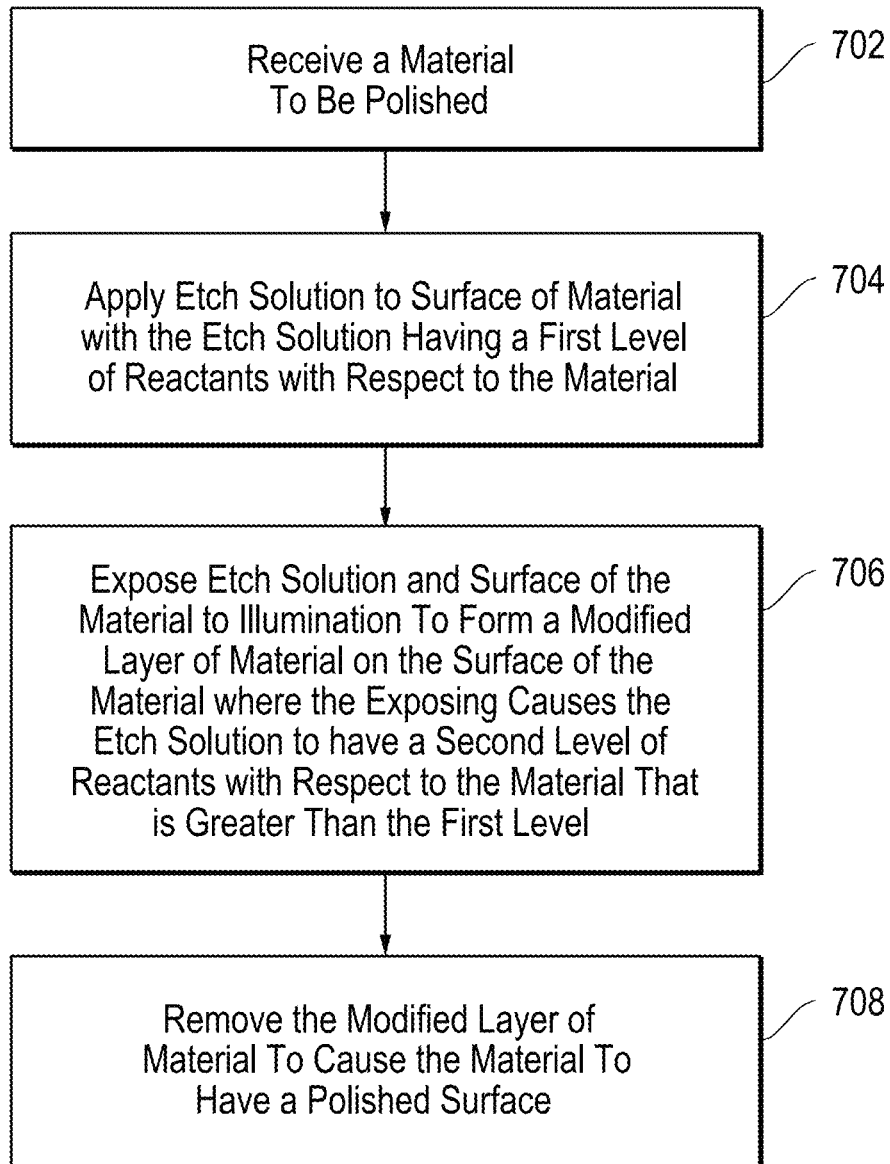 Receive a Material
To Be Polished
702
Apply Etch Solution to Surface of Material
with the Etch Solution Having a First Level
of Reactants with Respect to the Material
704
Expose Etch Solution and Surface of the
Material to Illumination To Form a Modified
Layer of Material on the Surface of the
Material where the Exposing Causes the
Etch Solution to have a Second Level of
Reactants with Respect to the Material That
is Greater Than the First Level
706
Remove the Modified Layer of
Material To Cause the Material To
Have a Polished Surface
708